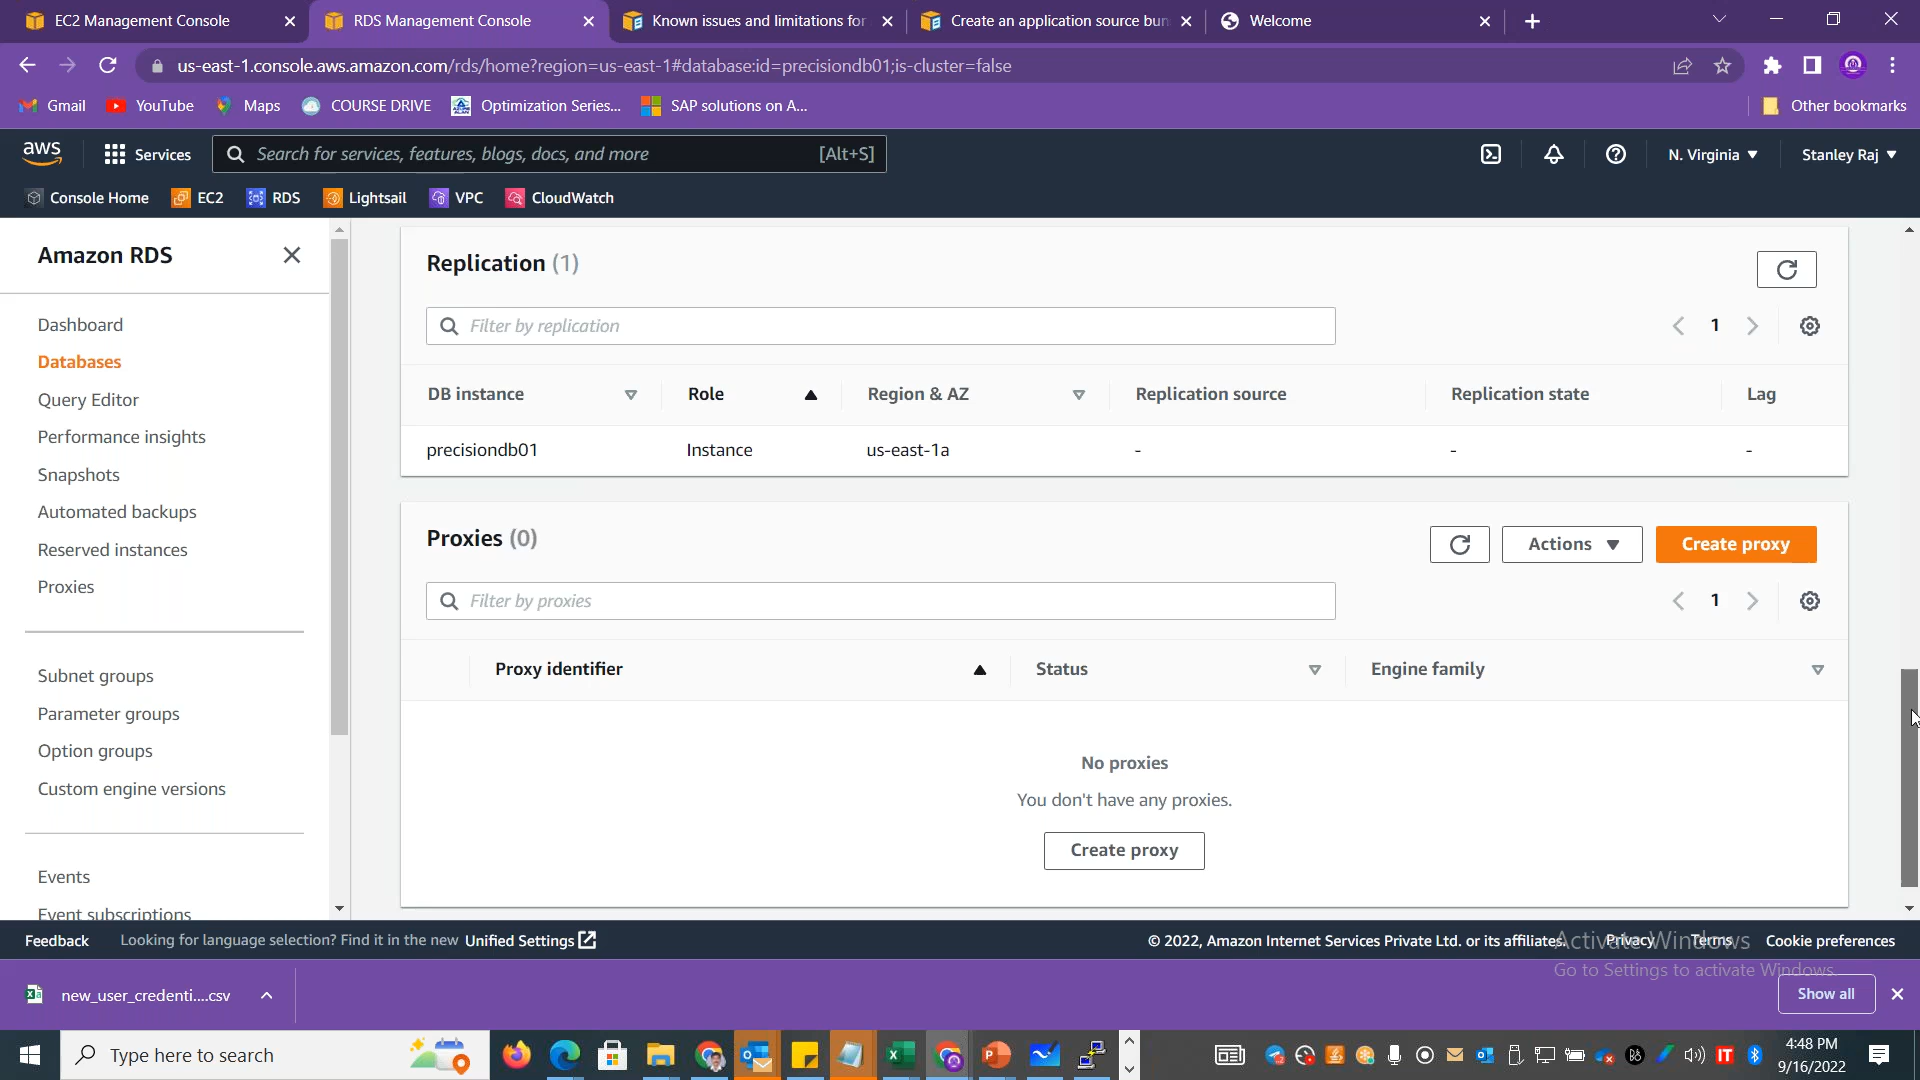 EC2 Management Console
RDS Management Console
Known issues and limitations for
Create an application source bun
Welcome
us-east-1.console.aws.amazon.com/rds/home?region=us-east-1#database:id=precisiondb01;is-cluster=false
Gmail
YouTube
Maps
COURSE DRIVE
Optimization Series...
SAP solutions on A...
Other bookmarks
aws
Services
Search for services, features, blogs, docs, and more
[Alt+S]
N. Virginia
Stanley Raj
Console Home
EC2
RDS
Lightsail
VPC
CloudWatch
Amazon RDS
Dashboard
Databases
Query Editor
Performance insights
Snapshots
Automated backups
Reserved instances
Proxies
Subnet groups
Parameter groups
Option groups
Custom engine versions
Events
Event subscriptions
Replication (1)
Filter by replication
1
DB instance Role Region & AZ Replication source Replication state Lag
precisiondb01 Instance us-east-1a - - -
Proxies (0)
Actions
Create proxy
Filter by proxies
1
Proxy identifier Status Engine family
No proxies
You don't have any proxies.
Create proxy
Feedback
Looking for language selection? Find it in the new Unified Settings
© 2022, Amazon Internet Services Private Ltd. or its affiliates.
Privacy
Terms
Cookie preferences
Activate Windows
Go to Settings to activate Windows.
new_user_credenti....csv
Show all
Type here to search
4:48 PM
9/16/2022